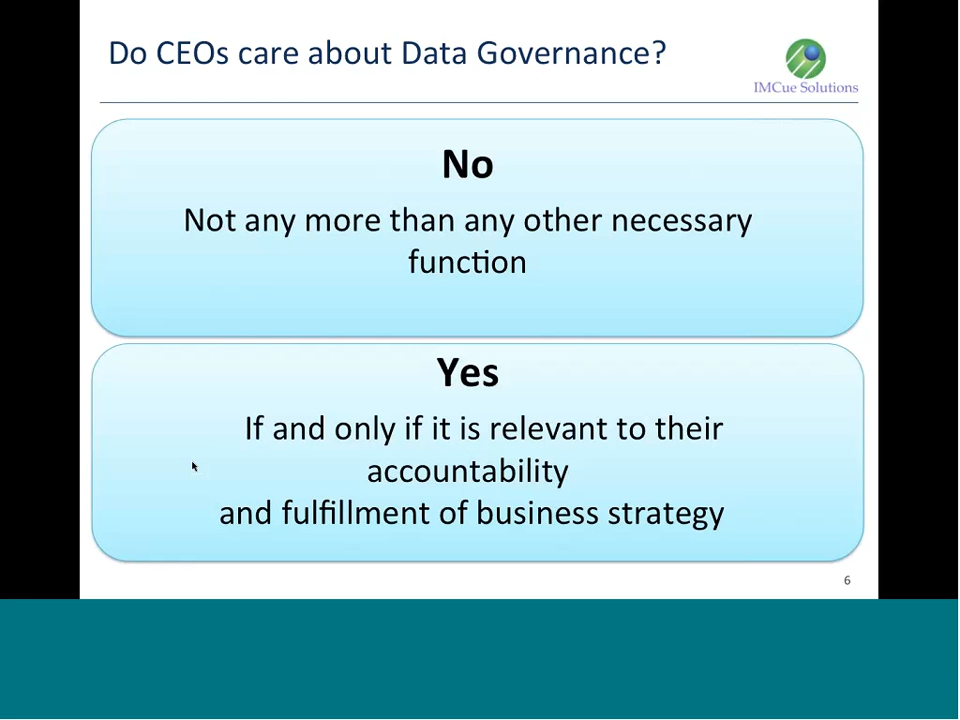 Do CEOs care about Data Governance?
IMCue Solutions
No
Not any more than any other necessary
function
Yes
If and only if it is relevant to their
accountability
and fulfillment of business strategy
6